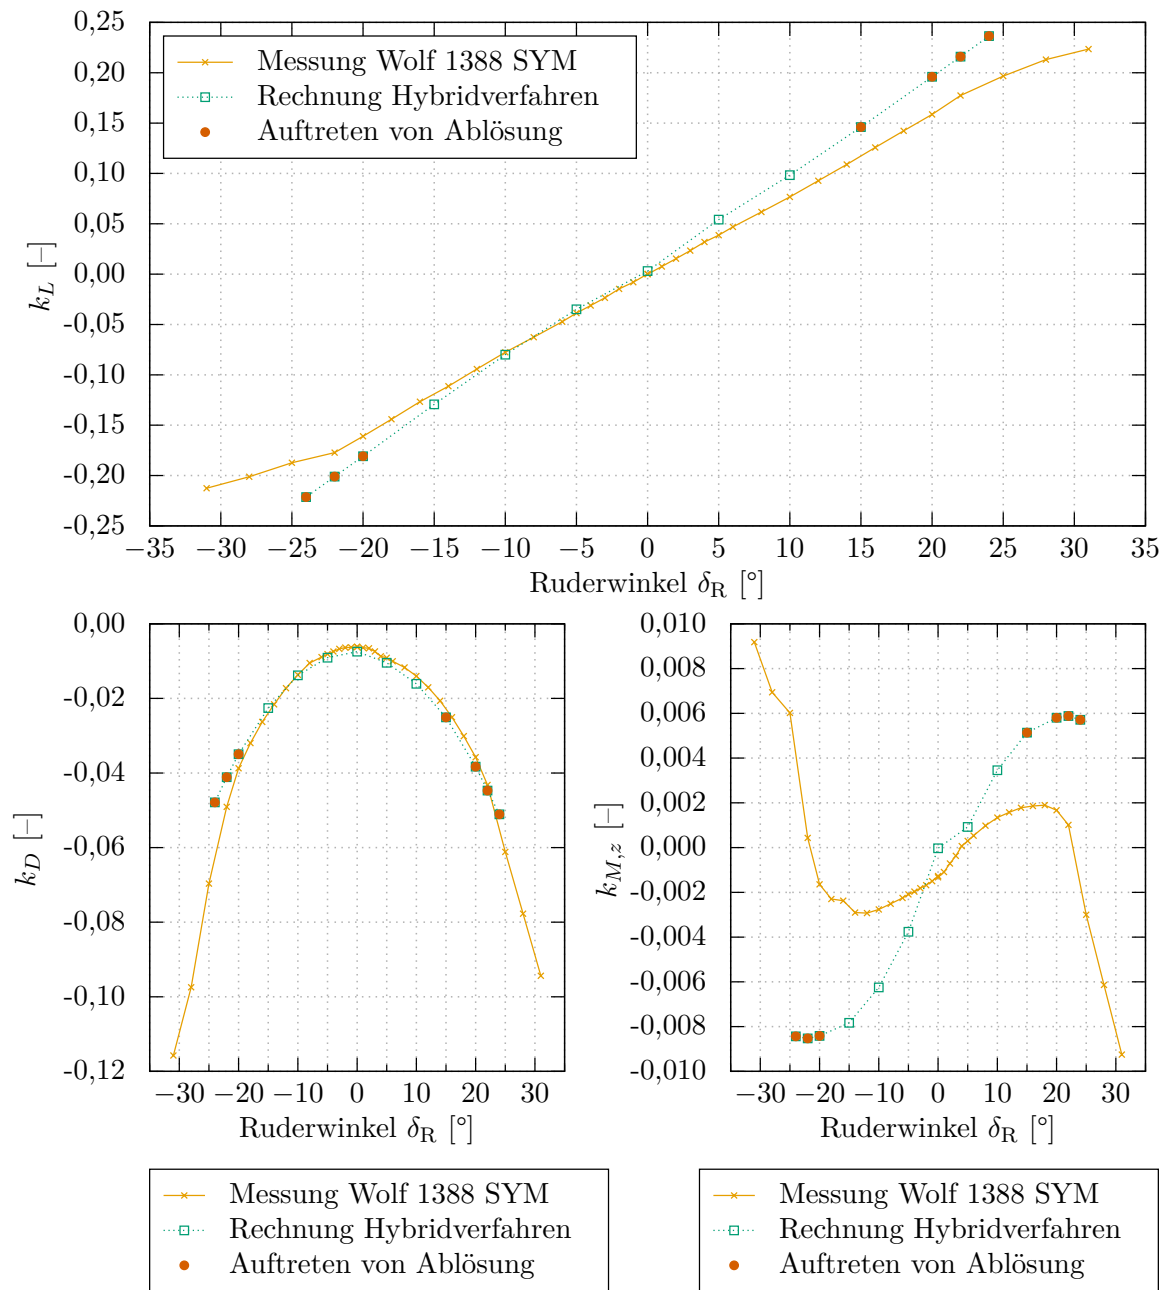 0,25
0,20
0,15
0,10
0,05
0,00
-0,05
-0,10
-0,15
-0,20
-0,25
k_L [−]
Messung Wolf 1388 SYM
Rechnung Hybridverfahren
Auftreten von Ablösung
−35 −30 −25 −20 −15 −10 −5 0 5 10 15 20 25 30 35
Ruderwinkel δ_R [°]
0,00
-0,02
-0,04
-0,06
-0,08
-0,10
-0,12
k_D [−]
−30 −20 −10 0 10 20 30
Ruderwinkel δ_R [°]
Messung Wolf 1388 SYM
Rechnung Hybridverfahren
Auftreten von Ablösung
0,010
0,008
0,006
0,004
0,002
0,000
-0,002
-0,004
-0,006
-0,008
-0,010
k_{M,z} [−]
−30 −20 −10 0 10 20 30
Ruderwinkel δ_R [°]
Messung Wolf 1388 SYM
Rechnung Hybridverfahren
Auftreten von Ablösung